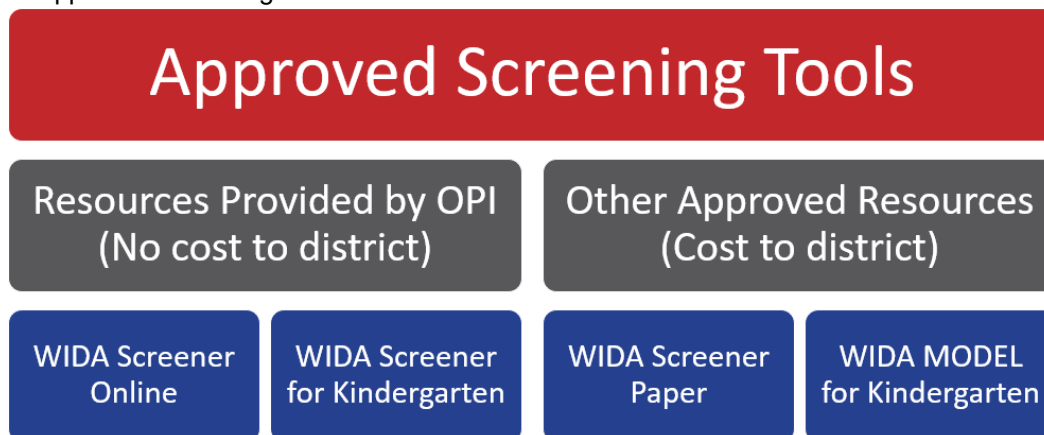 Approved Screening Tools
Resources Provided by OPI
(No cost to district)
Other Approved Resources
(Cost to district)
WIDA Screener
Online
WIDA Screener
for Kindergarten
WIDA Screener
Paper
WIDA MODEL
for Kindergarten